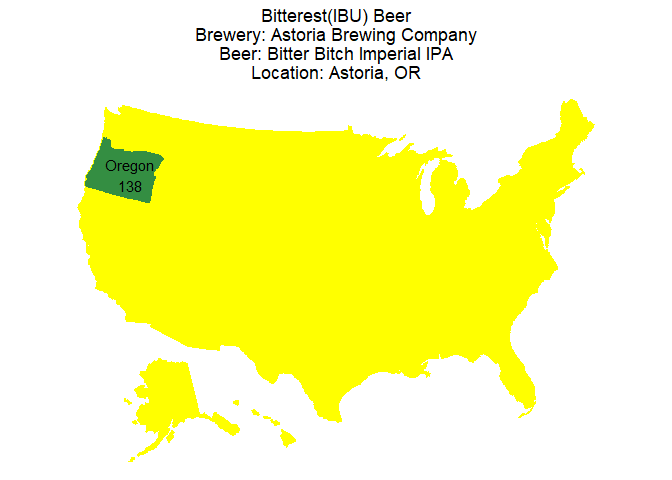 Bitterest(IBU) Beer
Brewery: Astoria Brewing Company
Beer: Bitter Bitch Imperial IPA
Location: Astoria, OR
Oregon
138